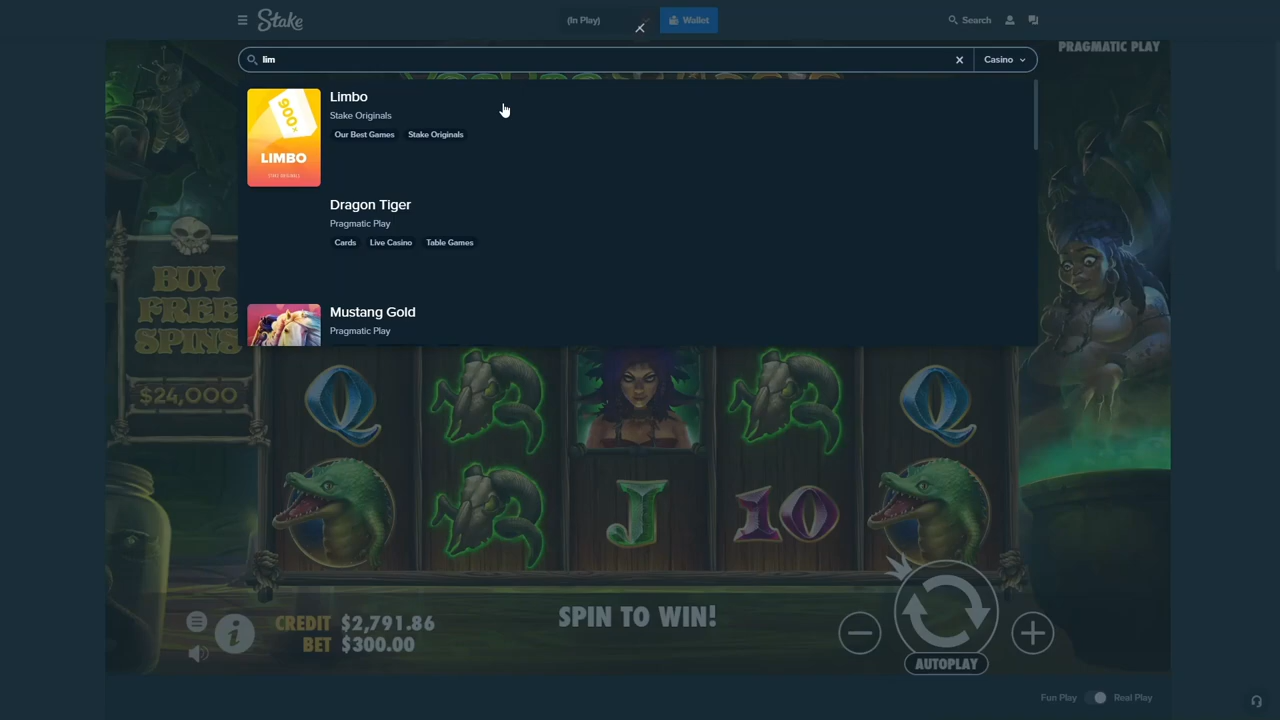 Stake
(In Play)
Wallet
Search
PRAGMATIC PLAY
lim
Casino
900×
LIMBO
Limbo
Stake Originals
Our Best Games Stake Originals
Dragon Tiger
Pragmatic Play
Cards Live Casino Table Games
Mustang Gold
Pragmatic Play
BUY
FREE
SPINS
$24,000
Q
Q
J
10
CREDIT $2,791.86
BET $300.00
SPIN TO WIN!
AUTOPLAY
Fun Play Real Play